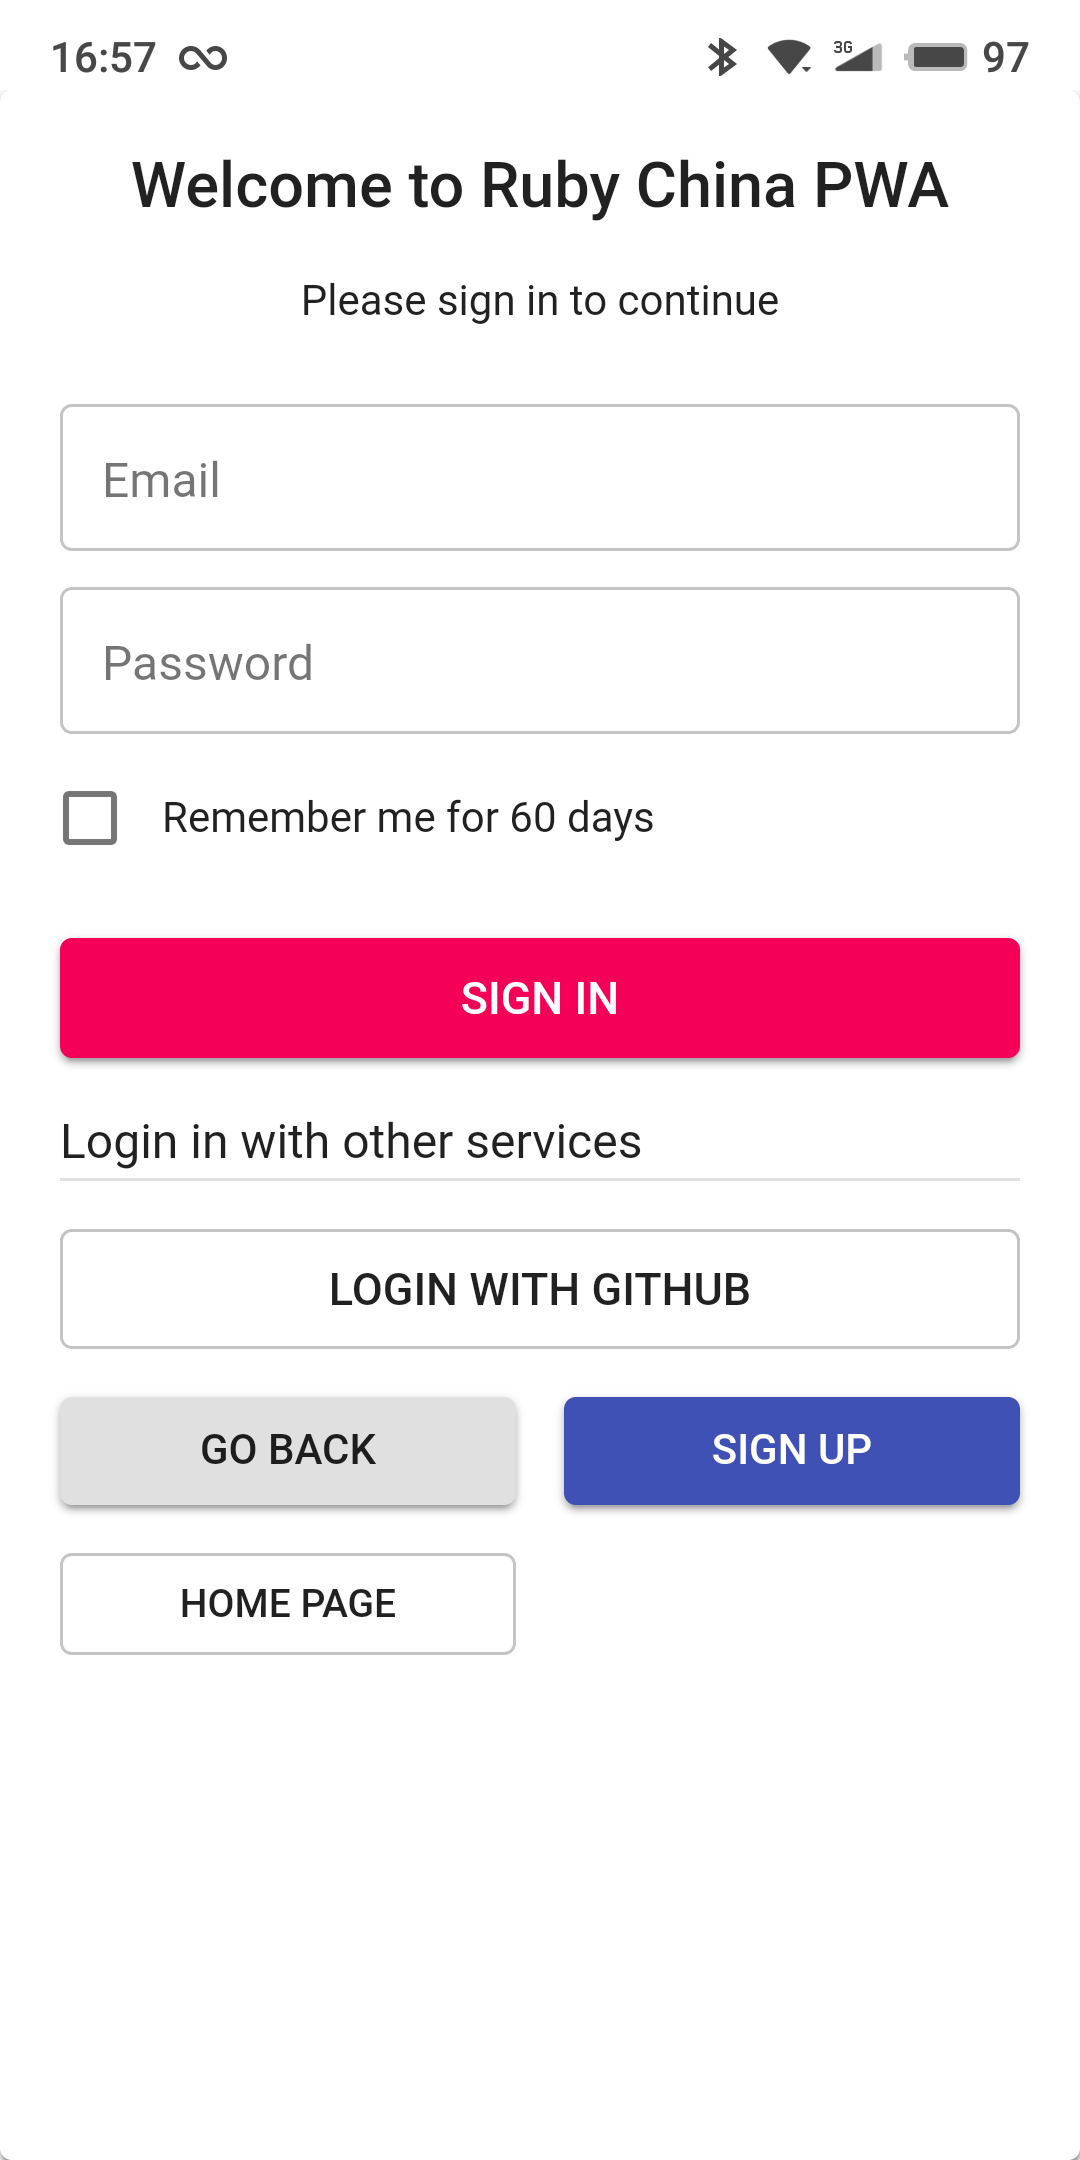 16:57
3G
97
Welcome to Ruby China PWA
Please sign in to continue
Email
Password
Remember me for 60 days
SIGN IN
Login in with other services
LOGIN WITH GITHUB
GO BACK
SIGN UP
HOME PAGE